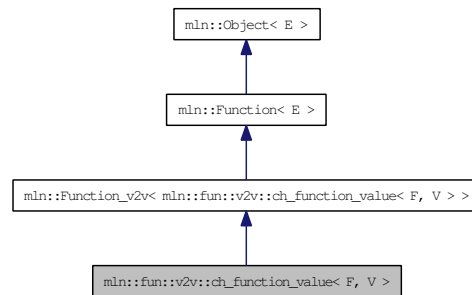 mln::Object< E >
mln::Function< E >
mln::Function_v2v< mln::fun::v2v::ch_function_value< F, V > >
mln::fun::v2v::ch_function_value< F, V >